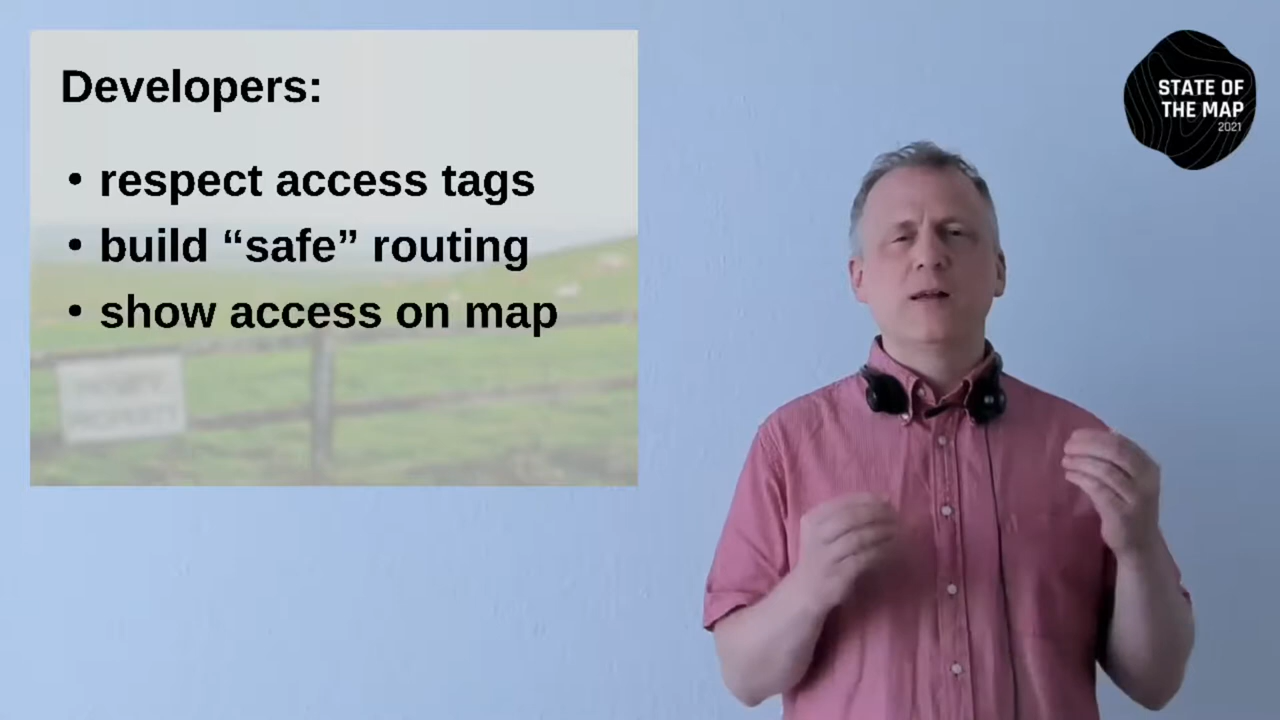 Developers:
• respect access tags
• build “safe” routing
• show access on map
STATE OF
THE MAP
2021